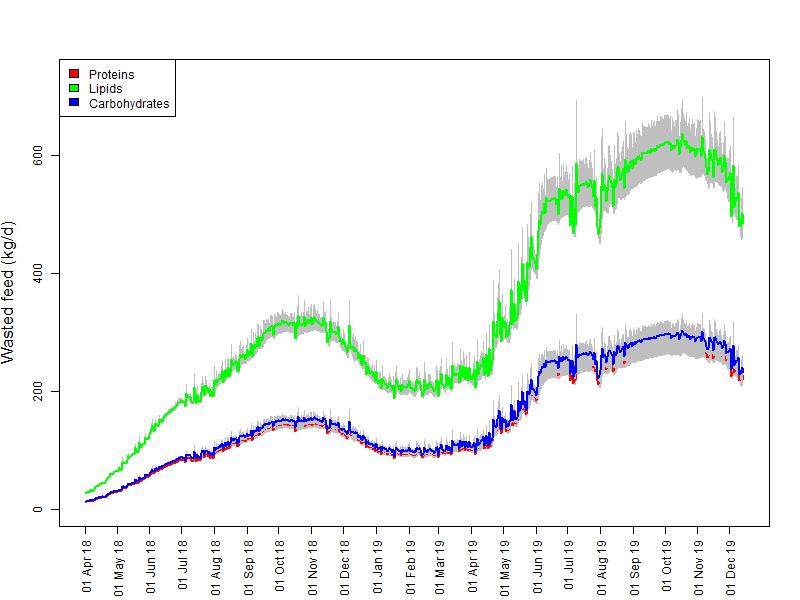 Proteins
Lipids
Carbohydrates
Wasted feed (kg/d)
600
400
200
0
01 Apr 18
01 May 18
01 Jun 18
01 Jul 18
01 Aug 18
01 Sep 18
01 Oct 18
01 Nov 18
01 Dec 18
01 Jan 19
01 Feb 19
01 Mar 19
01 Apr 19
01 May 19
01 Jun 19
01 Jul 19
01 Aug 19
01 Sep 19
01 Oct 19
01 Nov 19
01 Dec 19